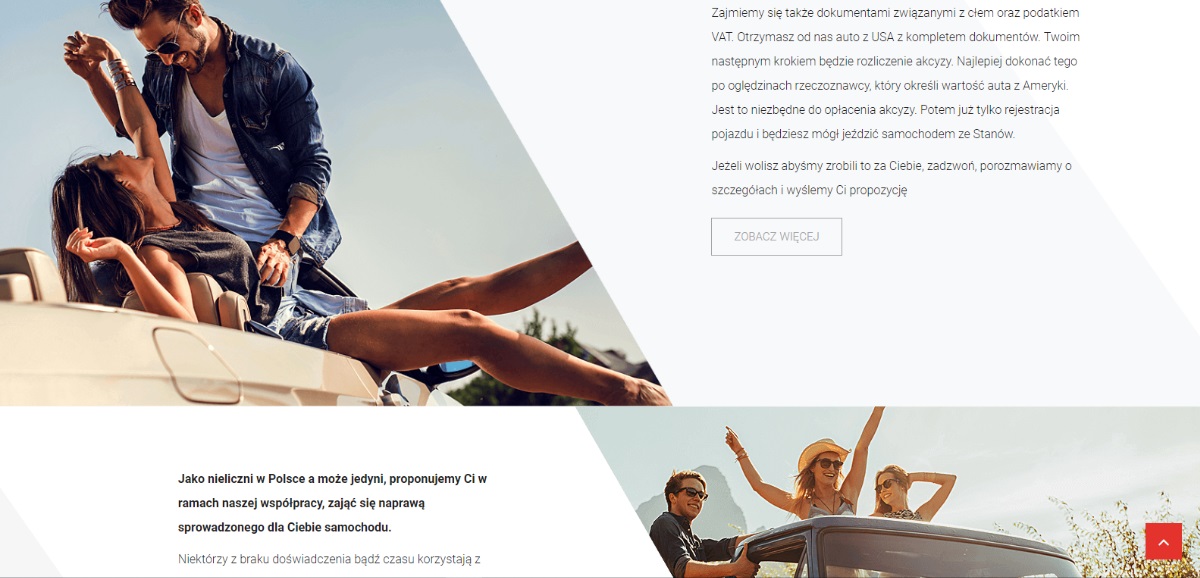 Zajmiemy się także dokumentami związanymi z cłem oraz podatkiem
VAT. Otrzymasz od nas auto z USA z kompletem dokumentów. Twoim
następnym krokiem będzie rozliczenie akcyzy. Najlepiej dokonać tego
po oględzinach rzeczoznawcy, który określi wartość auta z Ameryki.
Jest to niezbędne do opłacenia akcyzy. Potem już tylko rejestracja
pojazdu i będziesz mógł jeździć samochodem ze Stanów.
Jeżeli wolisz abyśmy zrobili to za Ciebie, zadzwoń, porozmawiamy o
szczegółach i wyślemy Ci propozycję
ZOBACZ WIĘCEJ
Jako nieliczni w Polsce a może jedyni, proponujemy Ci w
ramach naszej współpracy, zająć się naprawą
sprowadzonego dla Ciebie samochodu.
Niektórzy z braku doświadczenia bądź czasu korzystają z